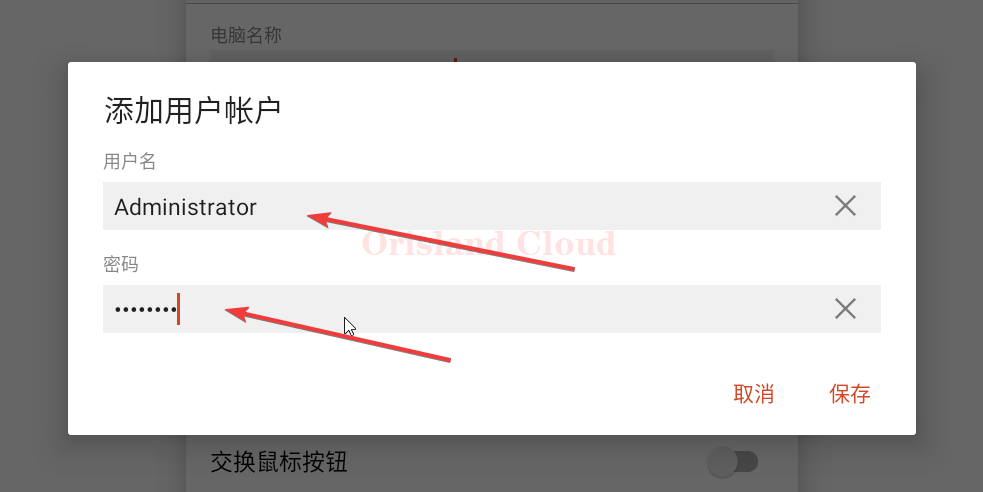 电脑名称
添加用户帐户
用户名
Administrator
Orisland Cloud
密码
••••••••
取消
保存
交换鼠标按钮